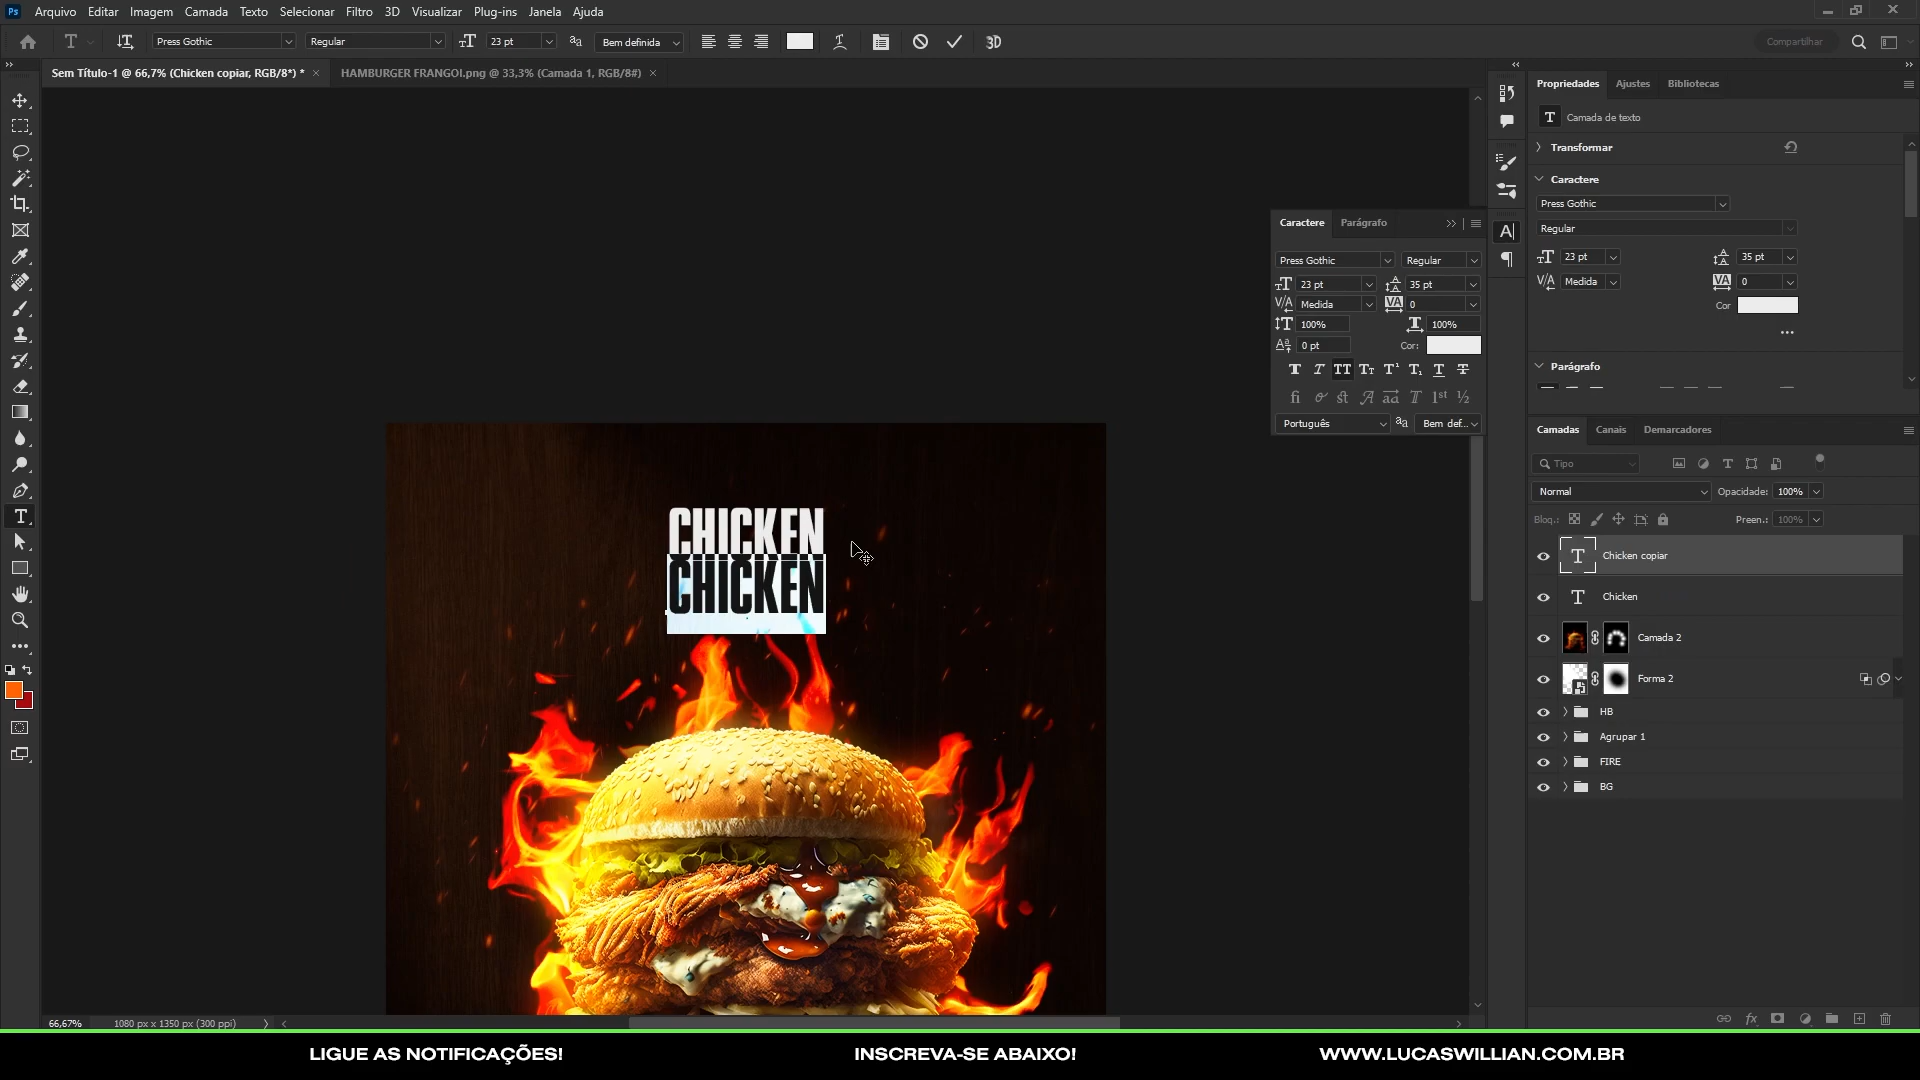 Ps Arquivo Editar Imagem Camada Texto Selecionar Filtro 3D Visualizar Plug-ins Janela Ajuda
Press Gothic Regular 23 pt Bem definida 3D Compartilhar
Sem Título-1 @ 66,7% (Chicken copiar, RGB/8*) * HAMBURGER FRANGOI.png @ 33,3% (Camada 1, RGB/8#)
Propriedades Ajustes Bibliotecas
Camada de texto
Transformar
Caractere
Press Gothic
Regular
23 pt 35 pt
Medida 0
Cor
Parágrafo
Caractere Parágrafo
Press Gothic Regular
23 pt 35 pt
Medida 0
100% 100%
0 pt Cor:
Português Bem def...
CHICKEN
CHICKEN
Camadas Canais Demarcadores
Tipo
Normal Opacidade: 100%
Bloq.: Preen.: 100%
Chicken copiar
Chicken
Camada 2
Forma 2
HB
Agrupar 1
FIRE
BG
66,67% 1080 px x 1350 px (300 ppi)
LIGUE AS NOTIFICAÇÕES! INSCREVA-SE ABAIXO! WWW.LUCASWILLIAN.COM.BR